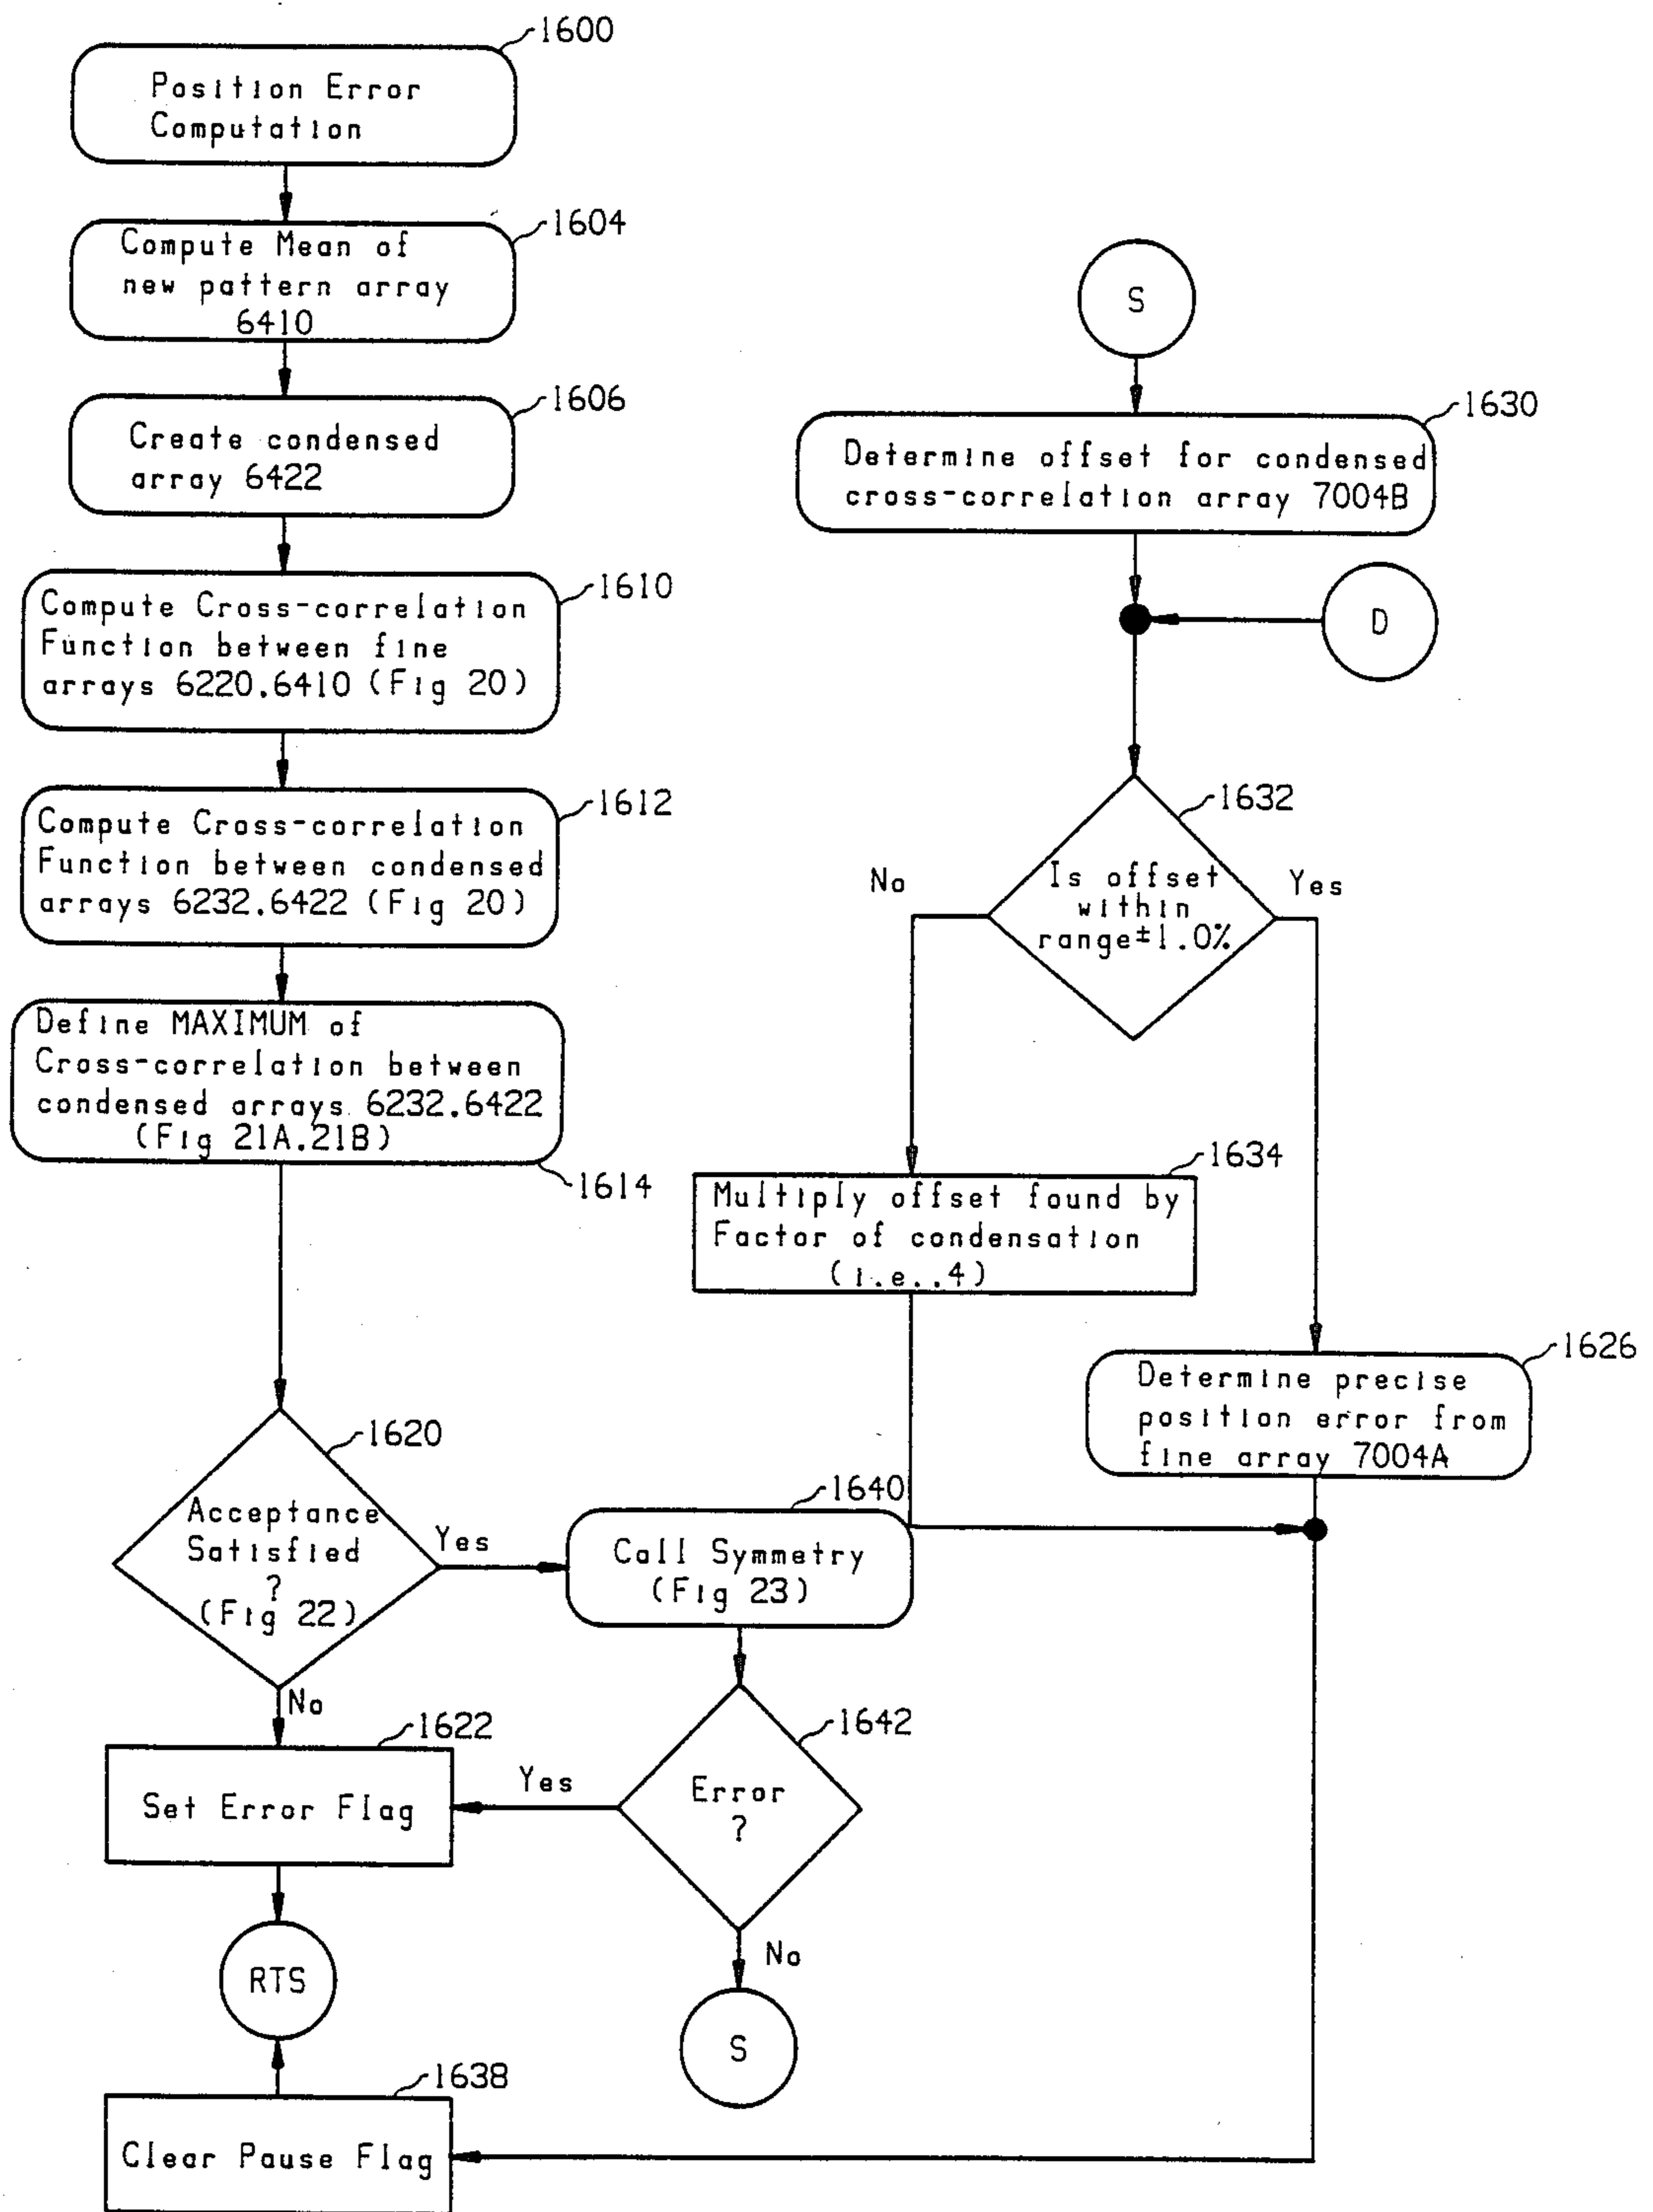 1600
Position Error
Computation
1604
Compute Mean of
new pattern array
6410
1606
Create condensed
array 6422
1610
Compute Cross-correlation
Function between fine
arrays 6220.6410 (Fig 20)
1612
Compute Cross-correlation
Function between condensed
arrays 6232.6422 (Fig 20)
Define MAXIMUM of
Cross-correlation between
condensed arrays 6232.6422
(Fig 21A.21B)
1614
1620
Acceptance
Satisfied
?
(Fig 22)
Yes
No
1622
Set Error Flag
RTS
1638
Clear Pause Flag
1640
Call Symmetry
(Fig 23)
1642
Error
?
Yes
No
S
S
1630
Determine offset for condensed
cross-correlation array 7004B
D
1632
Is offset
within
range±1.0%
No
Yes
1634
Multiply offset found by
Factor of condensation
(i.e..4)
1626
Determine precise
position error from
fine array 7004A